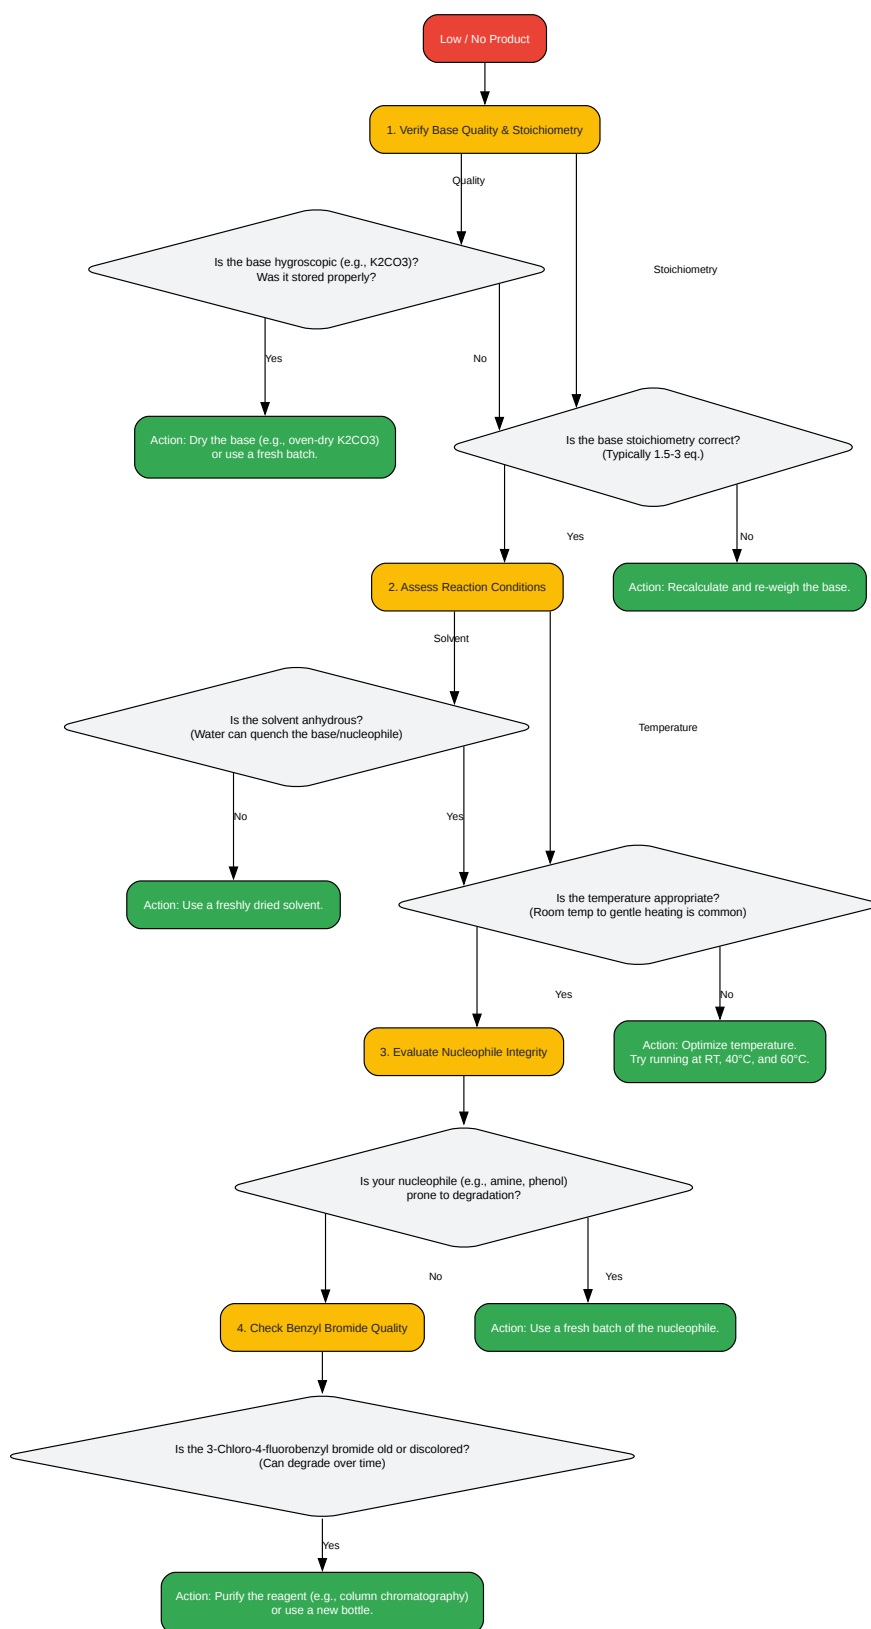 Low / No Product
1. Verify Base Quality & Stoichiometry
Quality
Is the base hygroscopic (e.g., K2CO3)?
Was it stored properly?
Stoichiometry
Yes
No
Action: Dry the base (e.g., oven-dry K2CO3)
or use a fresh batch.
Is the base stoichiometry correct?
(Typically 1.5-3 eq.)
Yes
No
2. Assess Reaction Conditions
Action: Recalculate and re-weigh the base.
Solvent
Is the solvent anhydrous?
(Water can quench the base/nucleophile)
Temperature
No
Yes
Action: Use a freshly dried solvent.
Is the temperature appropriate?
(Room temp to gentle heating is common)
Yes
No
3. Evaluate Nucleophile Integrity
Action: Optimize temperature.
Try running at RT, 40°C, and 60°C.
Is your nucleophile (e.g., amine, phenol)
prone to degradation?
No
Yes
4. Check Benzyl Bromide Quality
Action: Use a fresh batch of the nucleophile.
Is the 3-Chloro-4-fluorobenzyl bromide old or discolored?
(Can degrade over time)
Yes
Action: Purify the reagent (e.g., column chromatography)
or use a new bottle.